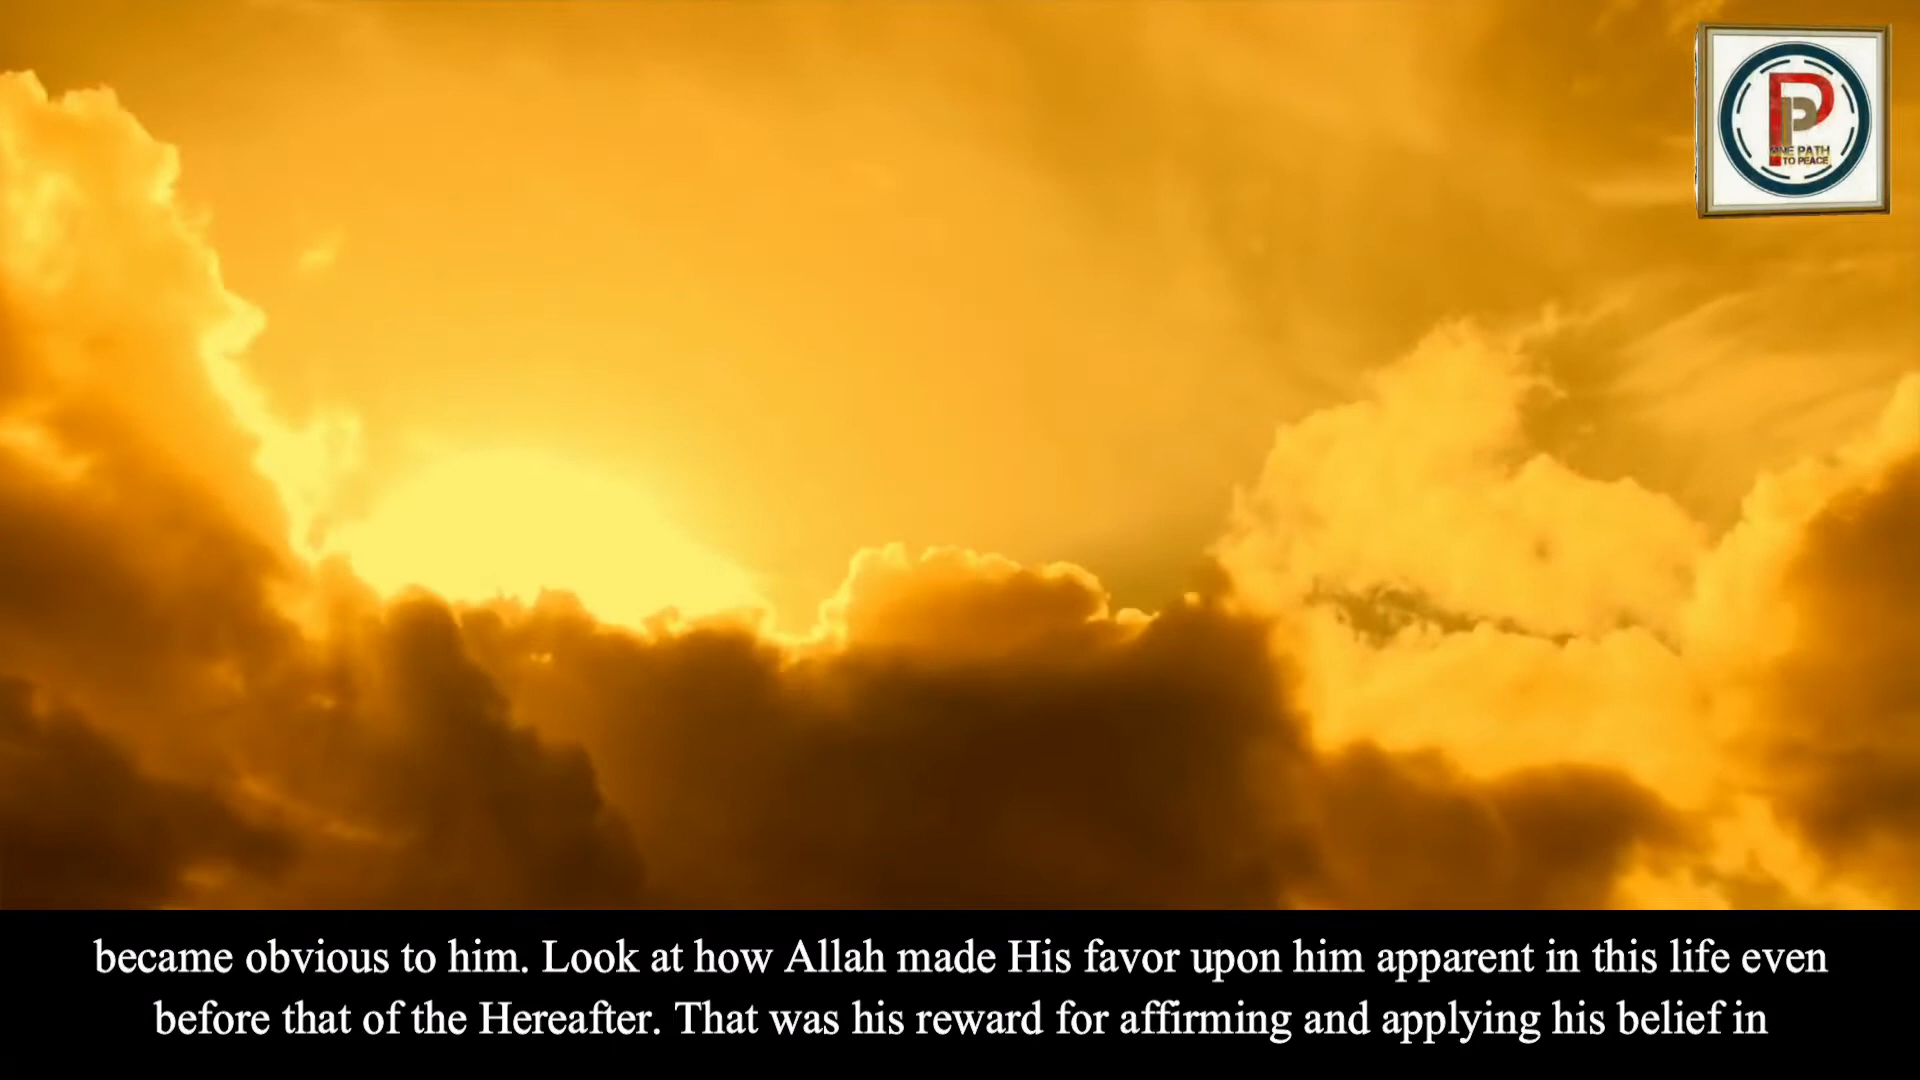 P
NE PATH
TO PEACE
became obvious to him. Look at how Allah made His favor upon him apparent in this life even
before that of the Hereafter. That was his reward for affirming and applying his belief in